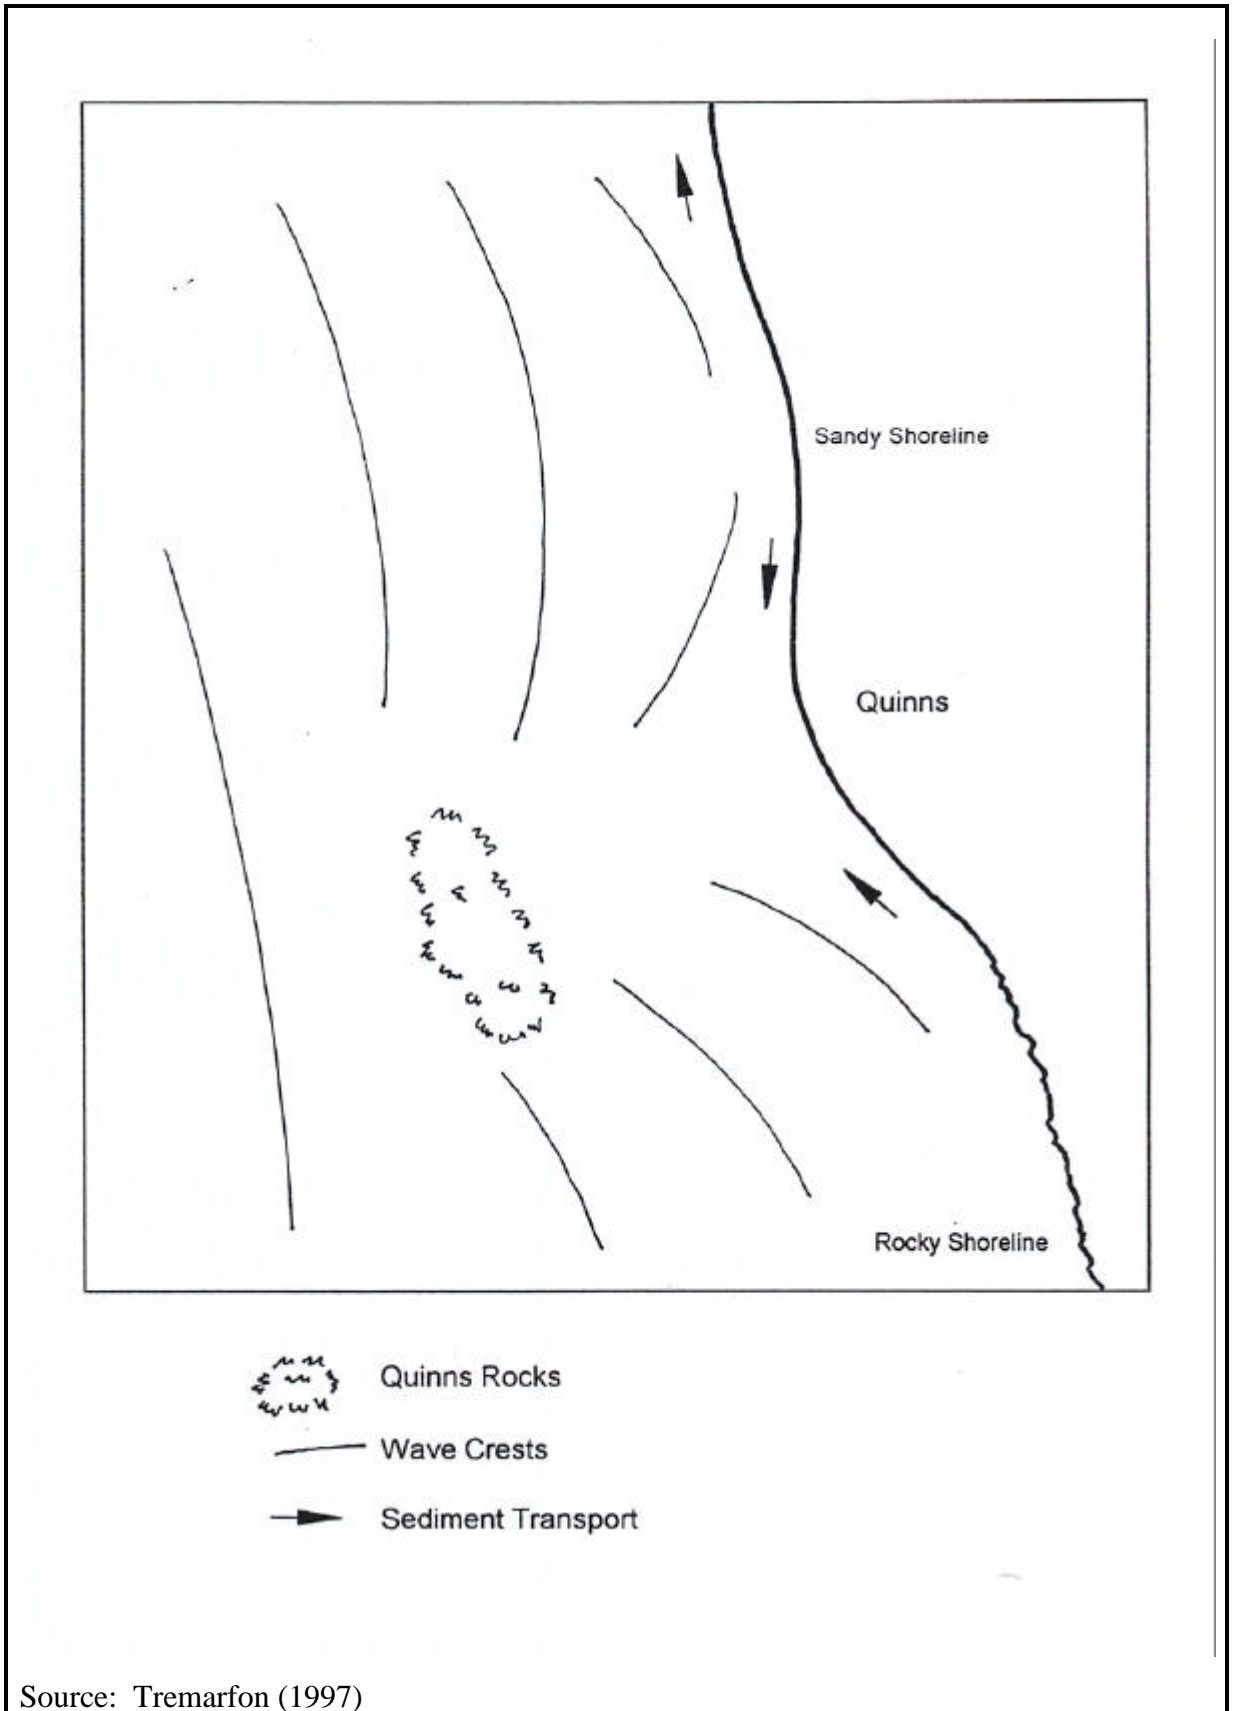 Sandy Shoreline
Quinns
Rocky Shoreline
Quinns Rocks
Wave Crests
Sediment Transport
Source: Tremarfon (1997)